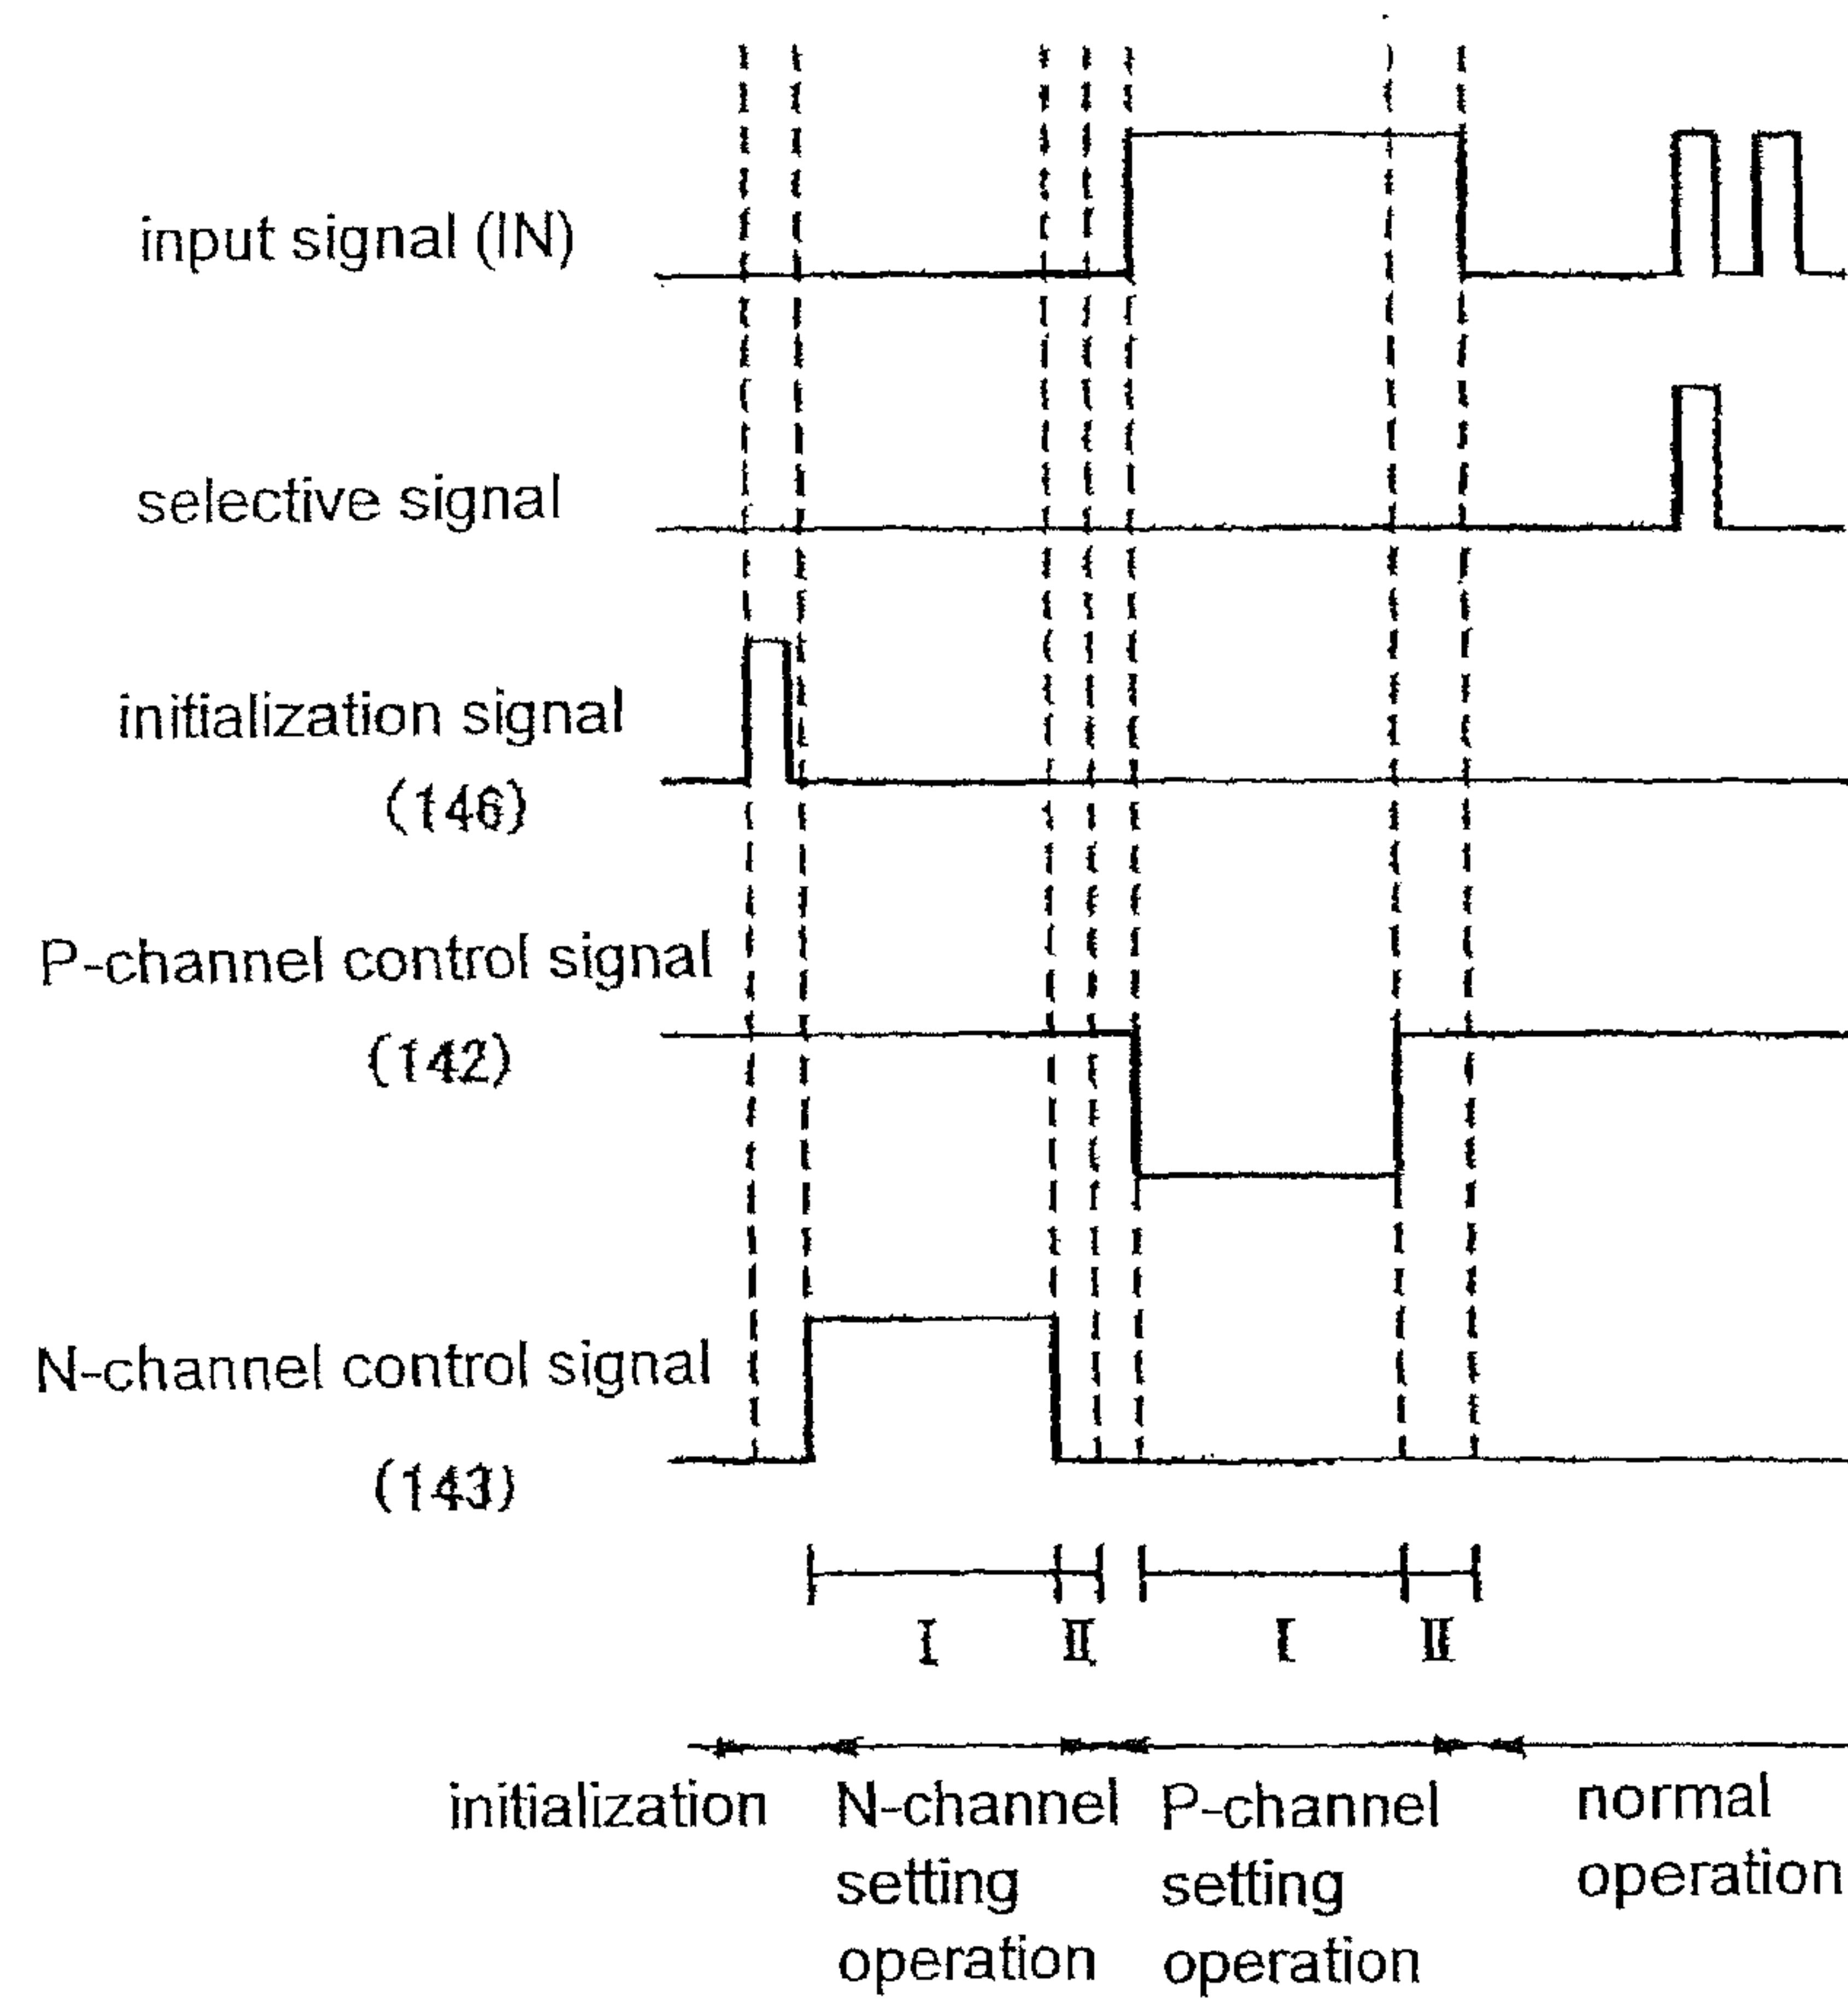 input signal (IN)
selective signal
initialization signal
(146)
P-channel control signal
(142)
N-channel control signal
(143)
I II I II
initialization
N-channel
setting
operation
P-channel
setting
operation
normal
operation